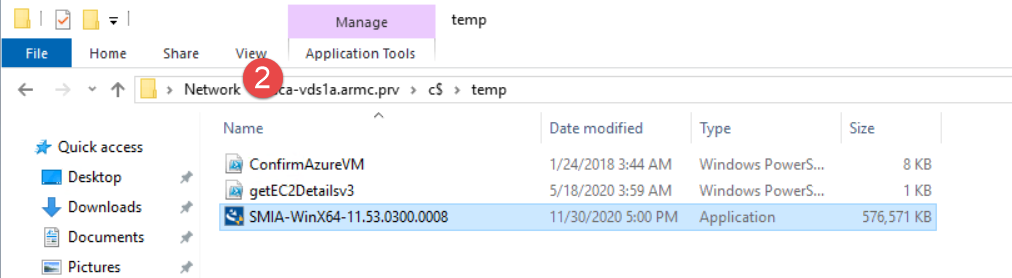 Manage
temp
File
Home
Share
View
Application Tools
2
Network
ca-vds1a.armc.prv
c$
temp
Name
Date modified
Type
Size
Quick access
Desktop
Downloads
Documents
Pictures
ConfirmAzureVM
1/24/2018 3:44 AM
Windows PowerS...
8 KB
getEC2Detailsv3
5/18/2020 3:59 AM
Windows PowerS...
1 KB
SMIA-WinX64-11.53.0300.0008
11/30/2020 5:00 PM
Application
576,571 KB